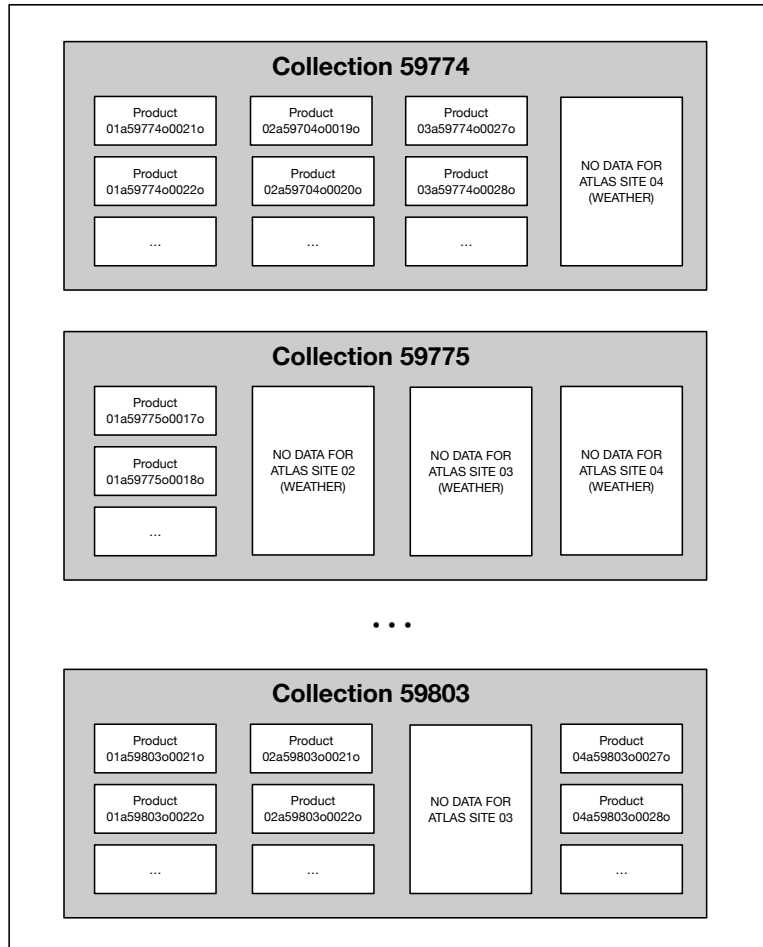 Collection 59774
Product
01a59774o0021o
Product
02a59704o0019o
Product
03a59774o0027o
Product
01a59774o0022o
Product
02a59704o0020o
Product
03a59774o0028o
...
...
...
NO DATA FOR
ATLAS SITE 04
(WEATHER)
Collection 59775
Product
01a59775o0017o
Product
01a59775o0018o
...
NO DATA FOR
ATLAS SITE 02
(WEATHER)
NO DATA FOR
ATLAS SITE 03
(WEATHER)
NO DATA FOR
ATLAS SITE 04
(WEATHER)
...
Collection 59803
Product
01a59803o0021o
Product
02a59803o0021o
Product
01a59803o0022o
Product
02a59803o0022o
...
...
NO DATA FOR
ATLAS SITE 03
Product
04a59803o0027o
Product
04a59803o0028o
...